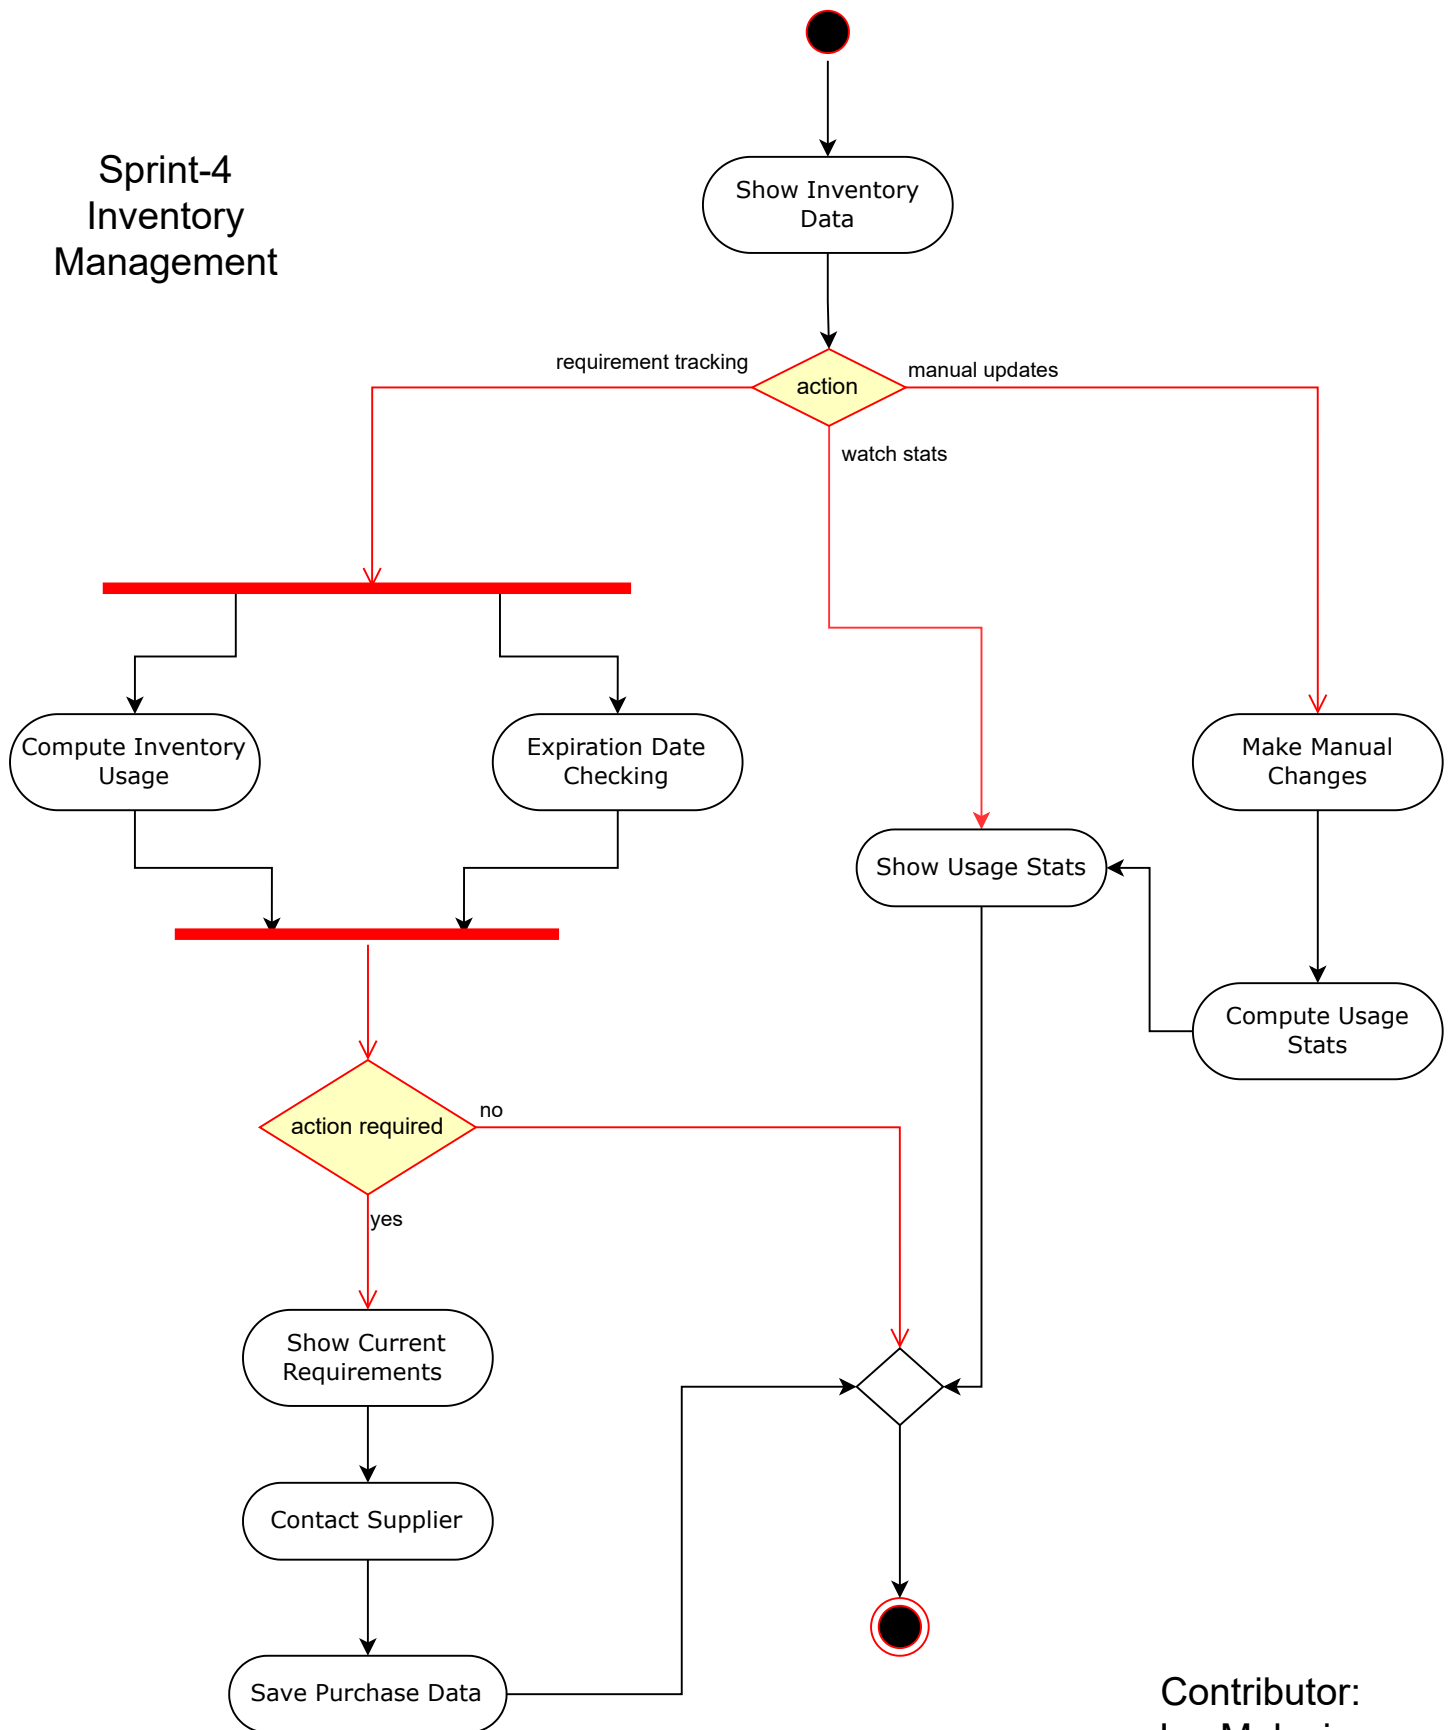 Sprint-4
Inventory
Management
Show Inventory
Data
requirement tracking
action
manual updates
watch stats
Compute Inventory
Usage
Expiration Date
Checking
Make Manual
Changes
Show Usage Stats
Compute Usage
Stats
action required
no
yes
Show Current
Requirements
Contact Supplier
Save Purchase Data
Contributor: